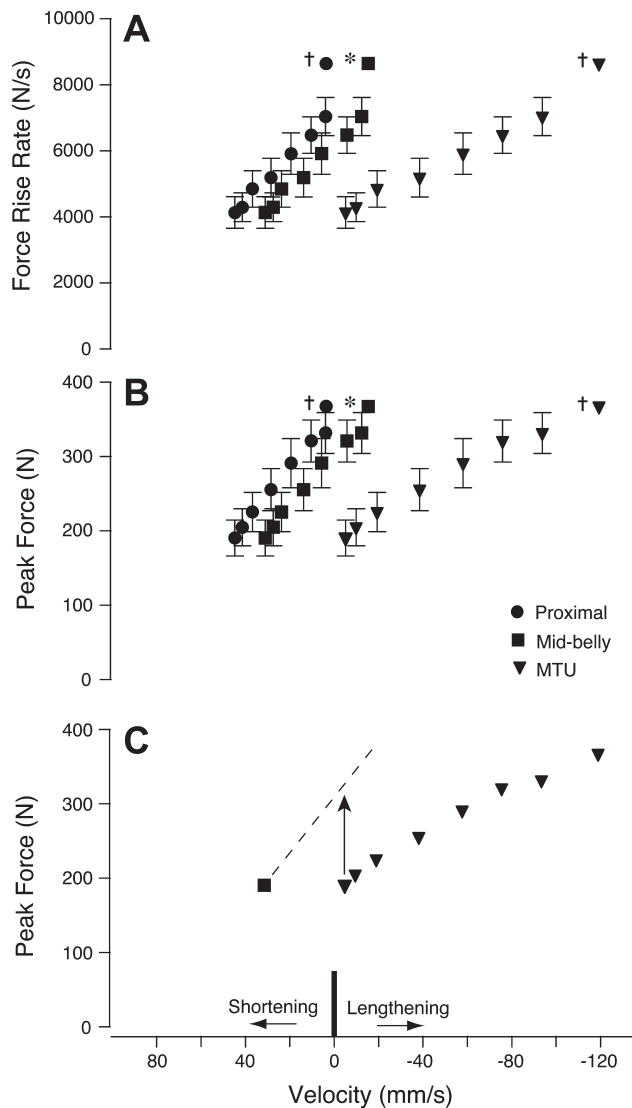 A
10000
8000
6000
4000
2000
0
Force Rise Rate (N/s)
† * †
B
400
300
200
100
0
Peak Force (N)
† * †
Proximal
Mid-belly
MTU
C
400
300
200
100
0
Peak Force (N)
Shortening Lengthening
80 40 0 -40 -80 -120
Velocity (mm/s)